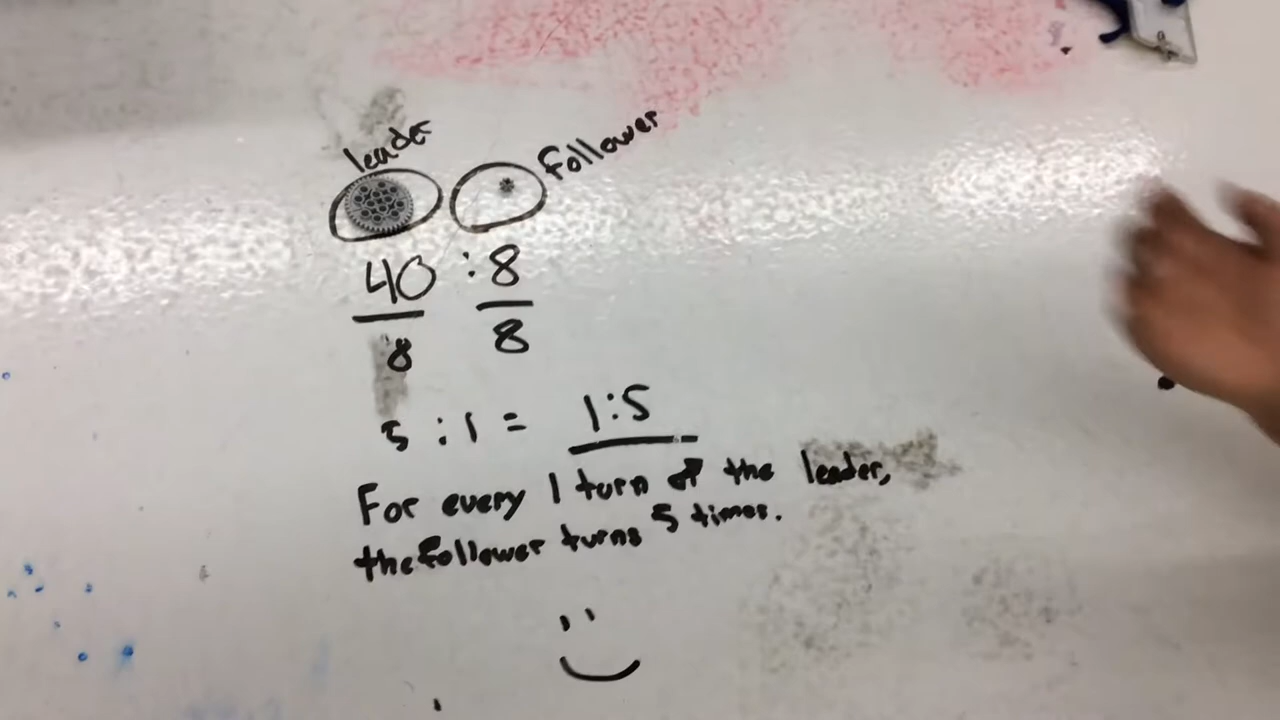 leader follower
40 : 8
8 8
5 : 1 = 1:5
For every 1 turn of the leader,
the follower turns 5 times.